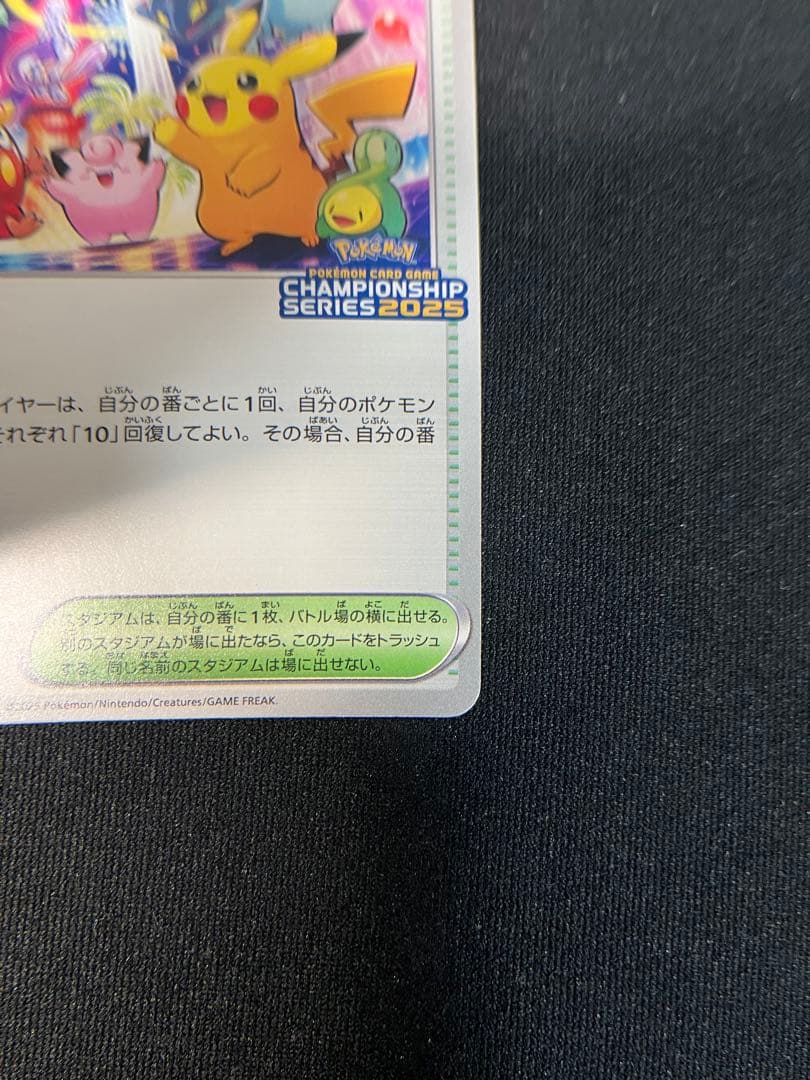 POKÉMON
POKÉMON CARD GAME
CHAMPIONSHIP
SERIES 2025
イヤーは、自分の番ごとに1回、自分のポケモン
それぞれ「10」回復してよい。その場合、自分の番
スタジアムは、自分の番に1枚、バトル場の横に出せる。
別のスタジアムが場に出たなら、このカードをトラッシュ
する。同じ名前のスタジアムは場に出せない。
©2025 Pokémon/Nintendo/Creatures/GAME FREAK.